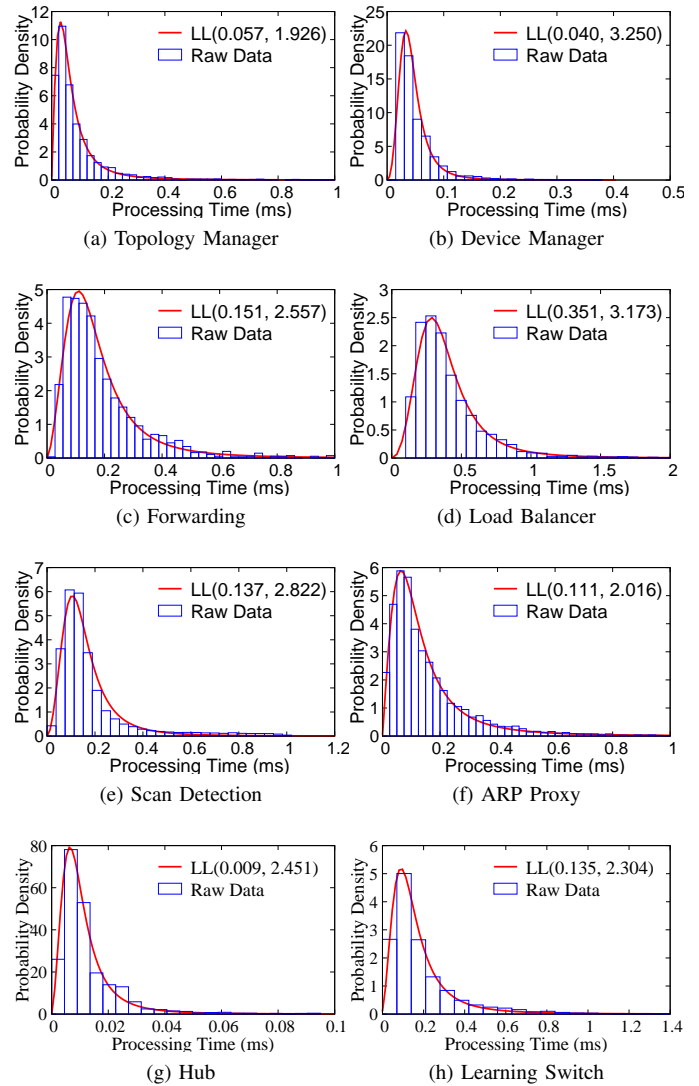 12
10
8
6
4
2
0
Probability Density
LL(0.057, 1.926)
Raw Data
0 0.2 0.4 0.6 0.8 1
Processing Time (ms)
(a) Topology Manager
25
20
15
10
5
0
Probability Density
LL(0.040, 3.250)
Raw Data
0 0.1 0.2 0.3 0.4 0.5
Processing Time (ms)
(b) Device Manager
5
4
3
2
1
0
Probability Density
LL(0.151, 2.557)
Raw Data
0 0.2 0.4 0.6 0.8 1
Processing Time (ms)
(c) Forwarding
3
2.5
2
1.5
1
0.5
0
Probability Density
LL(0.351, 3.173)
Raw Data
0 0.5 1 1.5 2
Processing Time (ms)
(d) Load Balancer
7
6
5
4
3
2
1
0
Probability Density
LL(0.137, 2.822)
Raw Data
0 0.2 0.4 0.6 0.8 1 1.2
Processing Time (ms)
(e) Scan Detection
6
5
4
3
2
1
0
Probability Density
LL(0.111, 2.016)
Raw Data
0 0.2 0.4 0.6 0.8 1
Processing Time (ms)
(f) ARP Proxy
80
60
40
20
0
Probability Density
LL(0.009, 2.451)
Raw Data
0 0.02 0.04 0.06 0.08 0.1
Processing Time (ms)
(g) Hub
6
5
4
3
2
1
0
Probability Density
LL(0.135, 2.304)
Raw Data
0 0.2 0.4 0.6 0.8 1 1.2 1.4
Processing Time (ms)
(h) Learning Switch